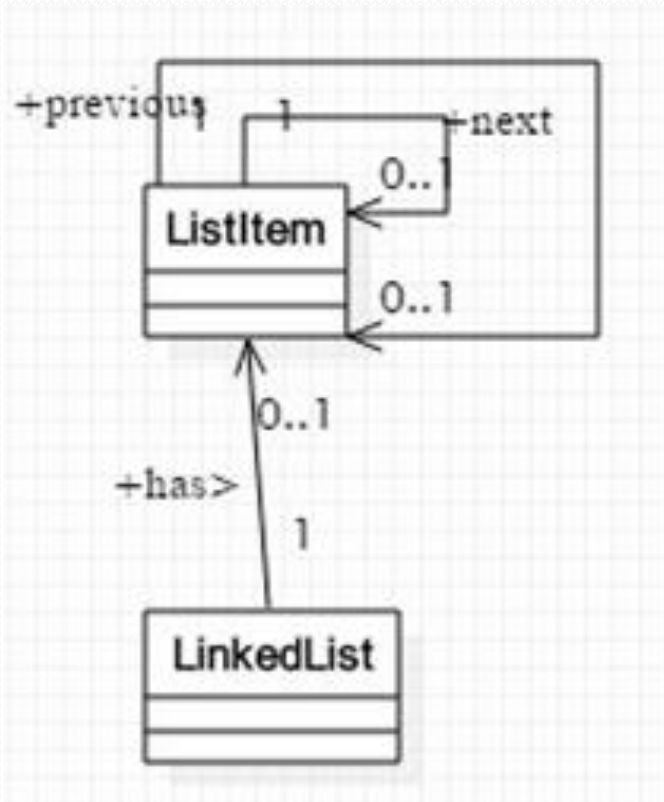 +previous
1
1
+next
0..1
ListItem
0..1
0..1
+has>
1
LinkedList